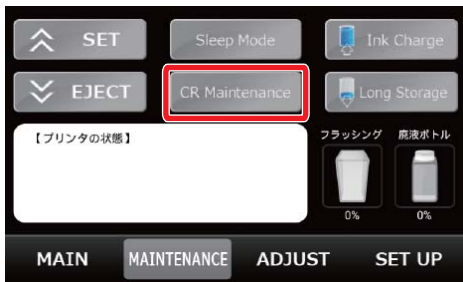 SET
Sleep Mode
Ink Charge
EJECT
CR Maintenance
Long Storage
【プリンタの状態】
フラッシング
廃液ボトル
0%
0%
MAIN
MAINTENANCE
ADJUST
SET UP